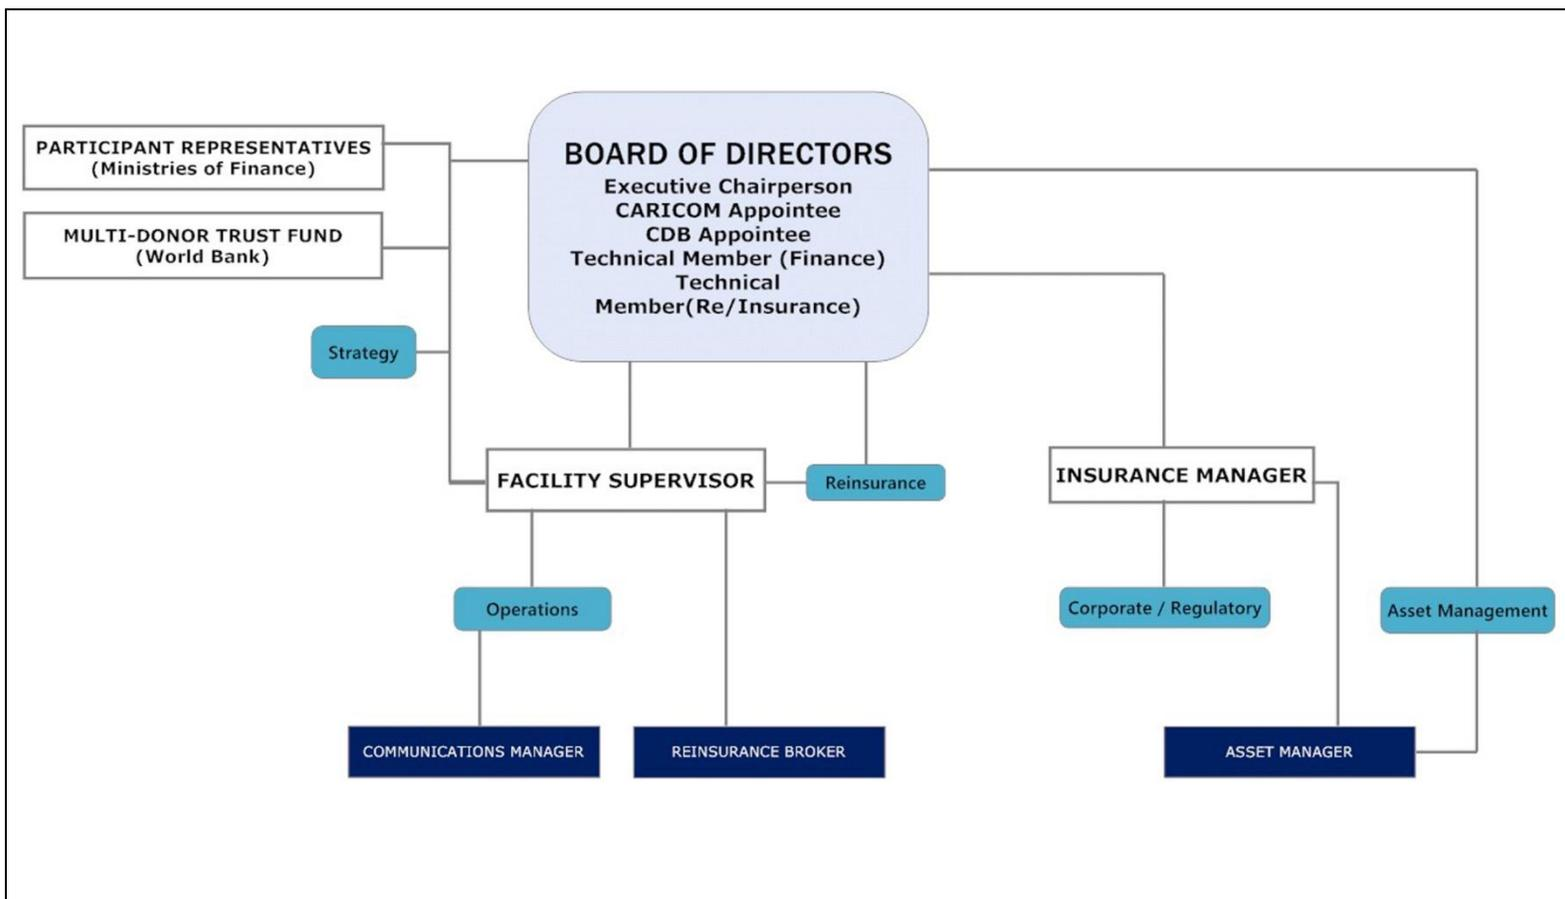 BOARD OF DIRECTORS
Executive Chairperson
CARICOM Appointee
CDB Appointee
Technical Member (Finance)
Technical
Member(Re/Insurance)
PARTICIPANT REPRESENTATIVES
(Ministries of Finance)
MULTI-DONOR TRUST FUND
(World Bank)
Strategy
FACILITY SUPERVISOR
Reinsurance
INSURANCE MANAGER
Operations
Corporate / Regulatory
Asset Management
COMMUNICATIONS MANAGER
REINSURANCE BROKER
ASSET MANAGER